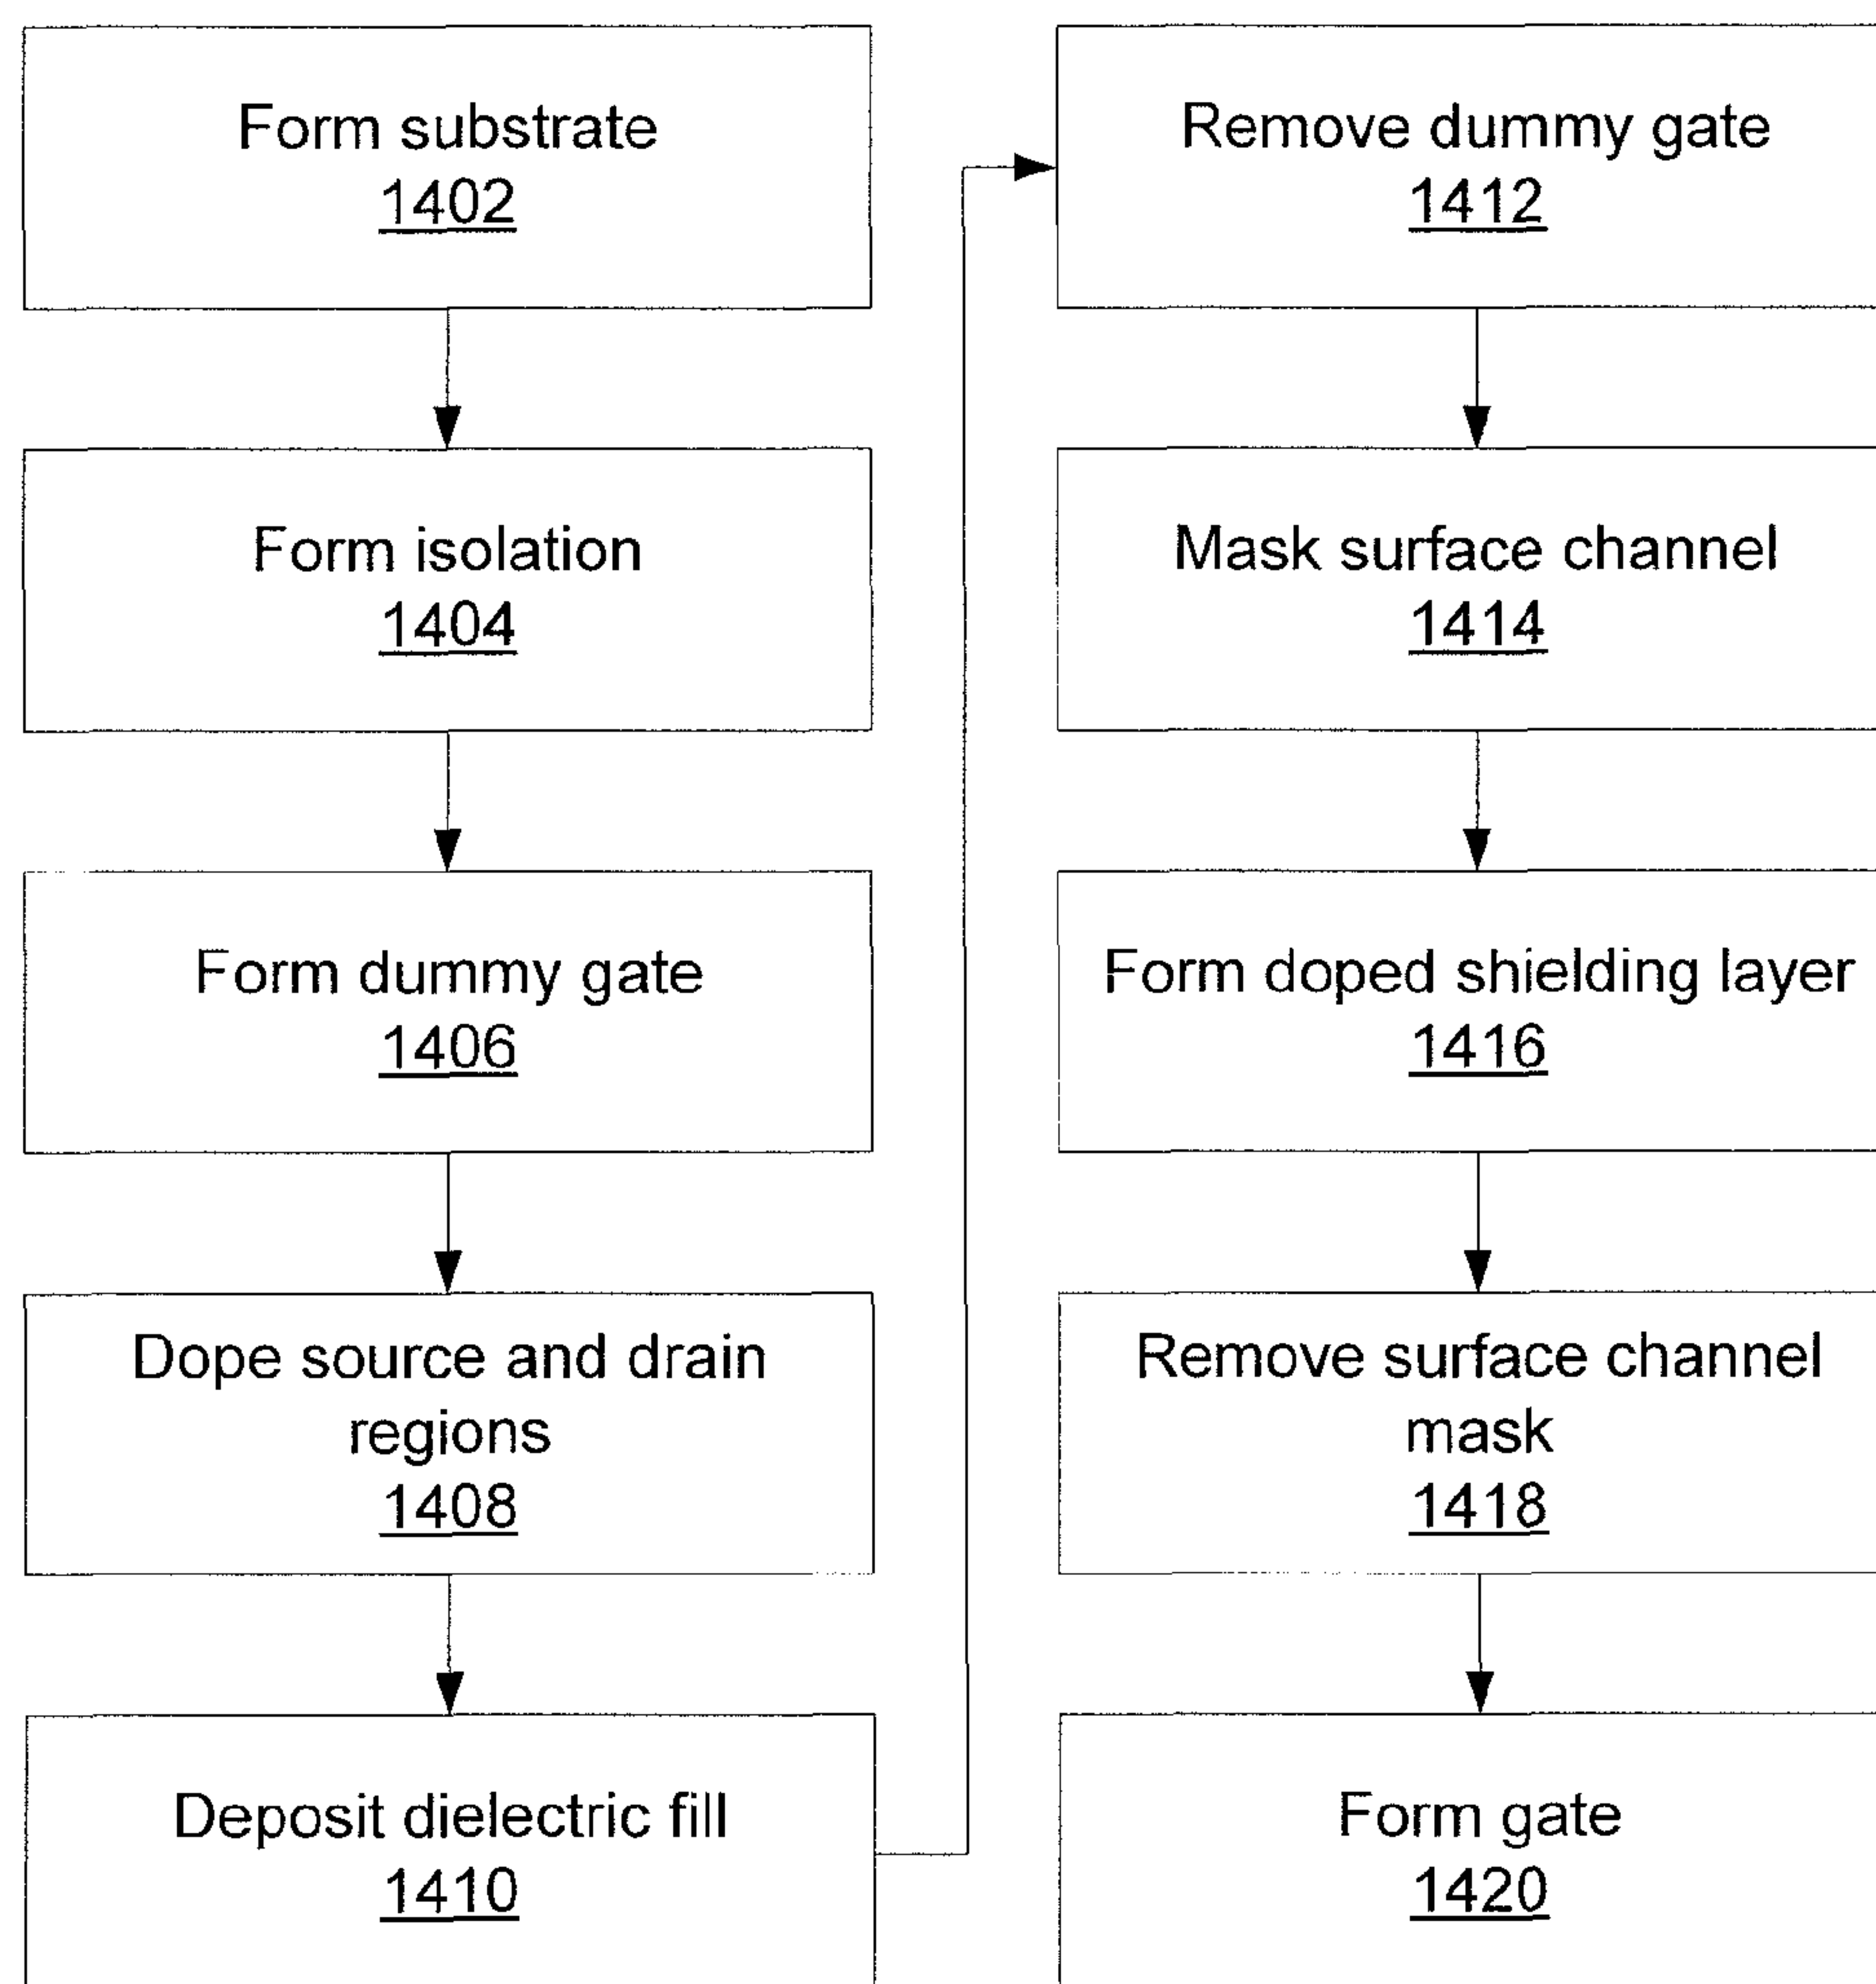 Form substrate
1402
Form isolation
1404
Form dummy gate
1406
Dope source and drain
regions
1408
Deposit dielectric fill
1410
Remove dummy gate
1412
Mask surface channel
1414
Form doped shielding layer
1416
Remove surface channel
mask
1418
Form gate
1420